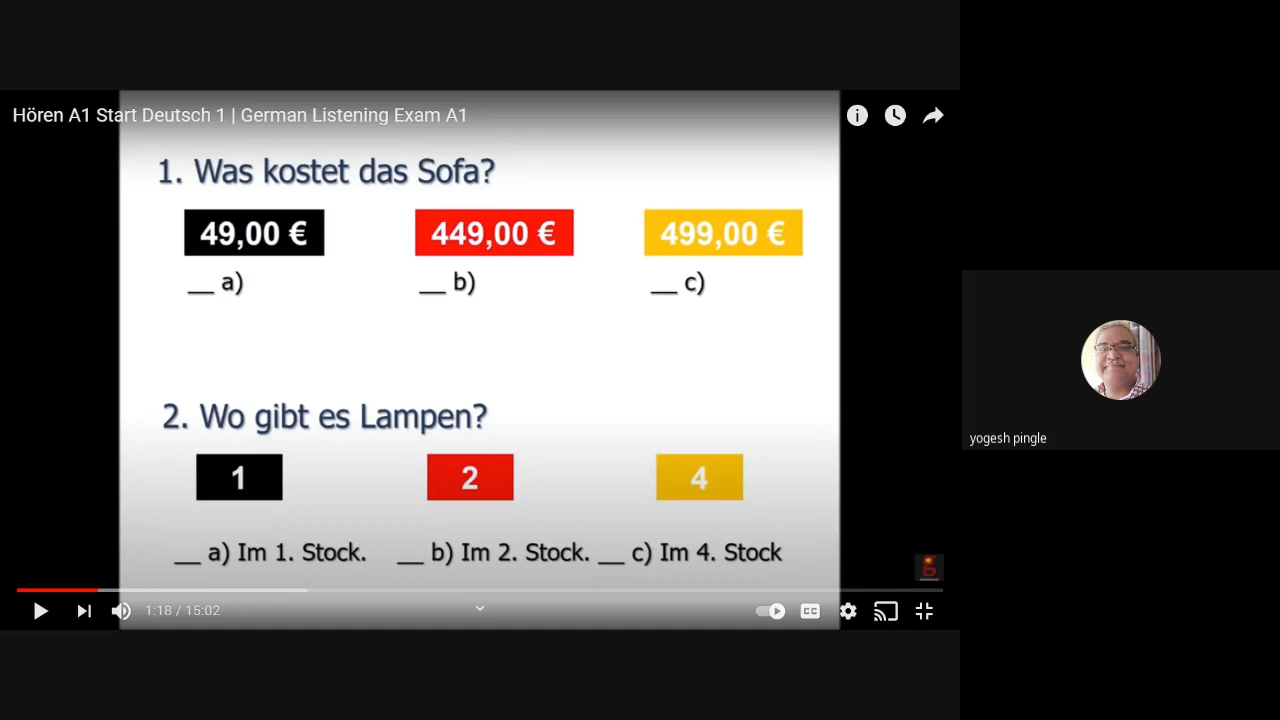 Hören A1 Start Deutsch 1 | German Listening Exam A1
1. Was kostet das Sofa?
49,00 € 449,00 € 499,00 €
__ a) __ b) __ c)
2. Wo gibt es Lampen?
1 2 4
__ a) Im 1. Stock. __ b) Im 2. Stock. __ c) Im 4. Stock
1:18 / 15:02
CC
yogesh pingle